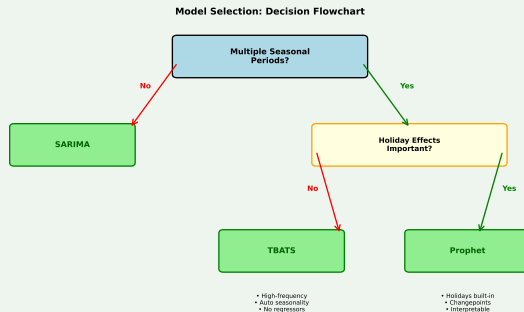 Model Selection: Decision Flowchart
Multiple Seasonal
Periods?
No
Yes
SARIMA
Holiday Effects
Important?
No
Yes
TBATS
Prophet
• High-frequency
• Auto seasonality
• No regressors
• Holidays built-in
• Changepoints
• Interpretable